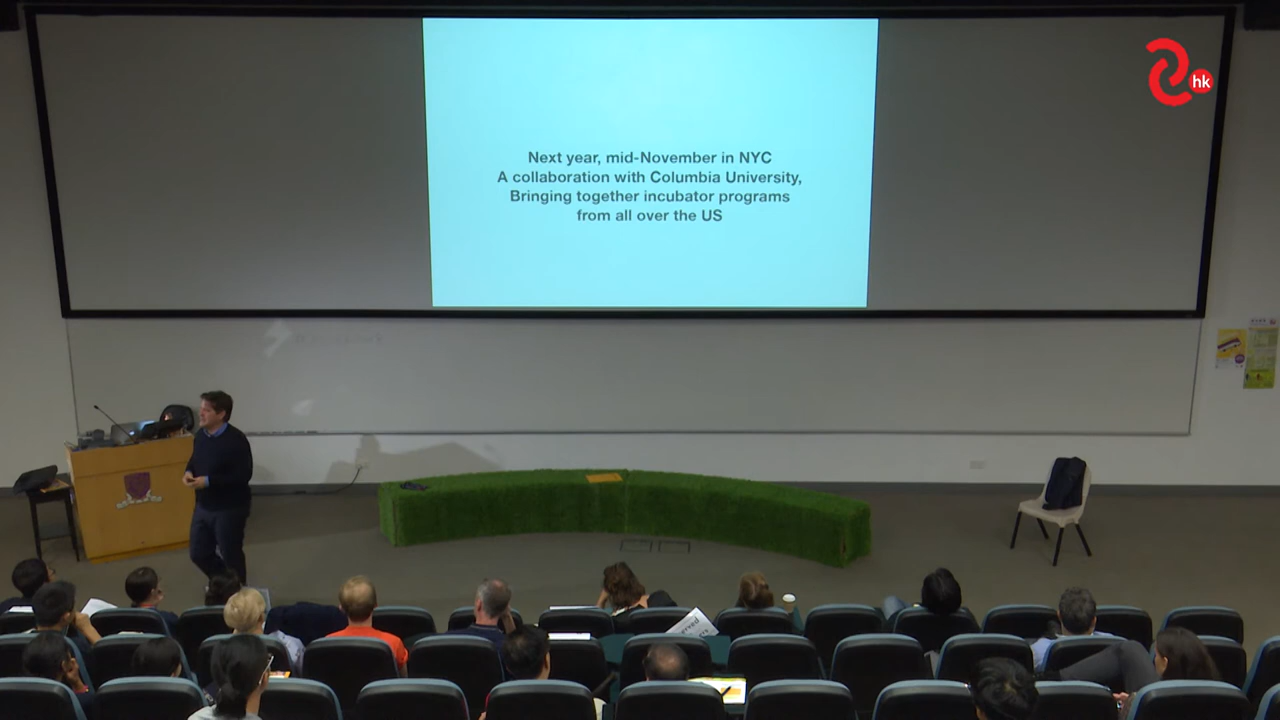 hk
Next year, mid-November in NYC
A collaboration with Columbia University,
Bringing together incubator programs
from all over the US
served